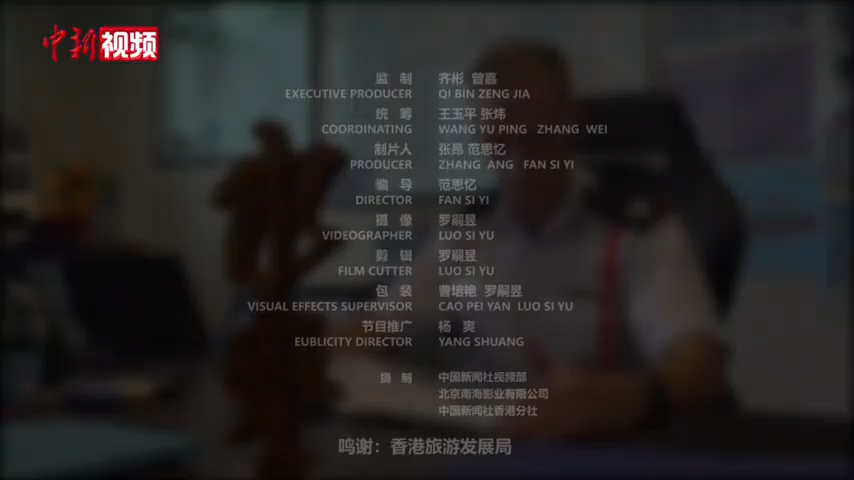 中新视频
监 制 齐彬 曾嘉
EXECUTIVE PRODUCER QI BIN ZENG JIA
统 筹 王玉平 张炜
COORDINATING WANG YU PING ZHANG WEI
制片人 张昂 范思忆
PRODUCER ZHANG ANG FAN SI YI
编 导 范思忆
DIRECTOR FAN SI YI
摄 像 罗嗣昱
VIDEOGRAPHER LUO SI YU
剪 辑 罗嗣昱
FILM CUTTER LUO SI YU
包 装 曹培艳 罗嗣昱
VISUAL EFFECTS SUPERVISOR CAO PEI YAN LUO SI YU
节目推广 杨 爽
EUBLICITY DIRECTOR YANG SHUANG
摄 制 中国新闻社视频部
北京南海影业有限公司
中国新闻社香港分社
鸣谢：香港旅游发展局